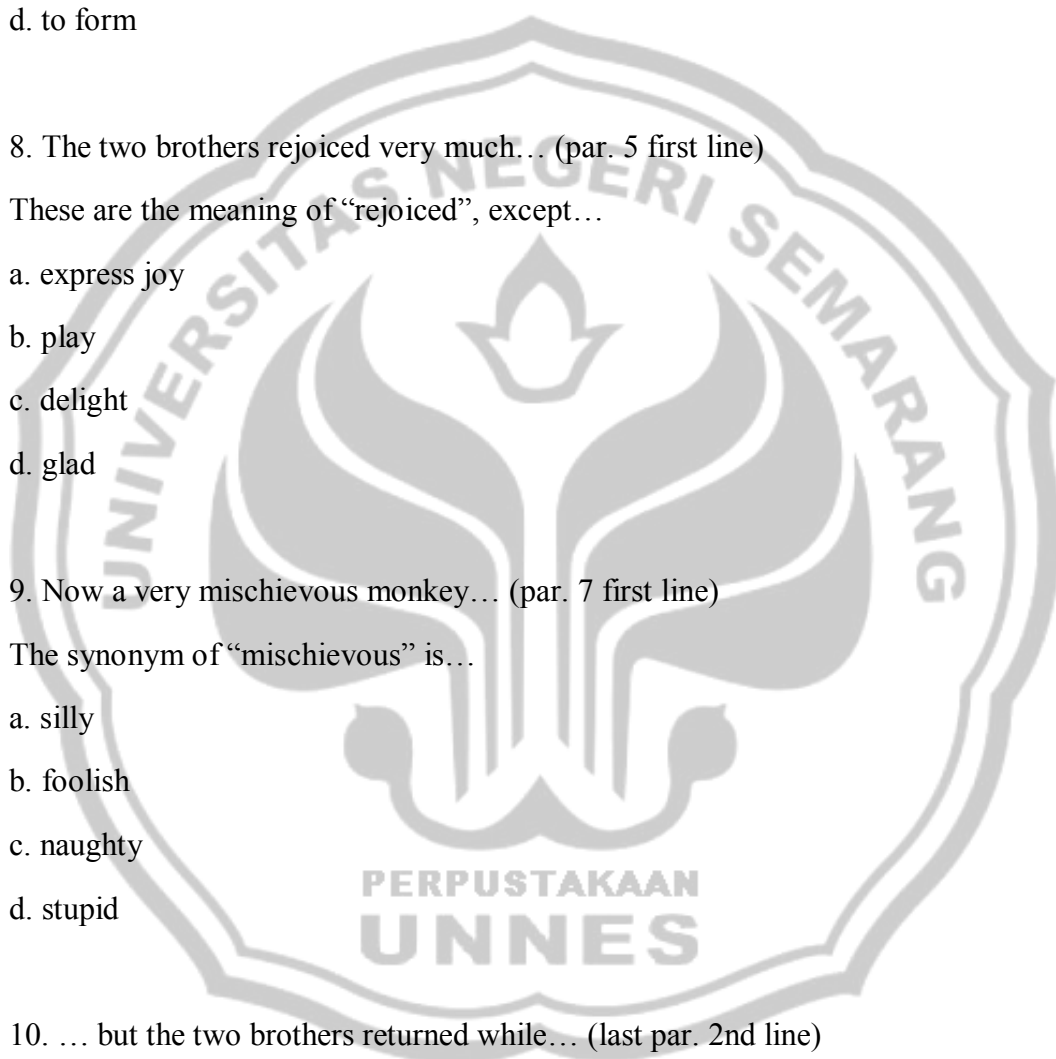 d. to form
8. The two brothers rejoiced very much… (par. 5 first line)
These are the meaning of “rejoiced”, except…
a. express joy
b. play
c. delight
d. glad
9. Now a very mischievous monkey… (par. 7 first line)
The synonym of “mischievous” is…
a. silly
b. foolish
c. naughty
d. stupid
10. … but the two brothers returned while… (last par. 2nd line)
UNIVERSITAS NEGERI SEMARANG
PERPUSTAKAAN
UNNES